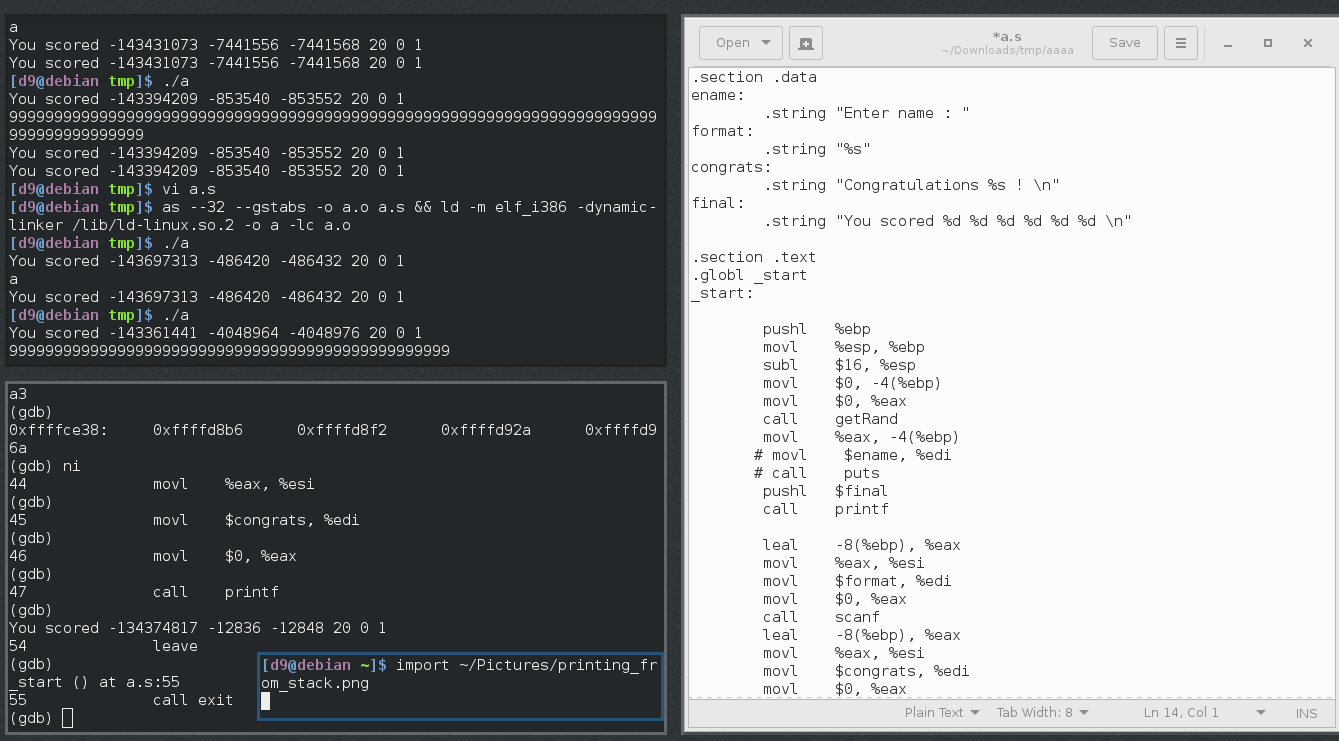 a
You scored -143431073 -7441556 -7441568 20 0 1
You scored -143431073 -7441556 -7441568 20 0 1
[d9@debian tmp]$ ./a
You scored -143394209 -853540 -853552 20 0 1
999999999999999999999999999999999999999999999999999999999999999999999999
999999999999999
You scored -143394209 -853540 -853552 20 0 1
You scored -143394209 -853540 -853552 20 0 1
[d9@debian tmp]$ vi a.s
[d9@debian tmp]$ as --32 --gstabs -o a.o a.s && ld -m elf_i386 -dynamic-
linker /lib/ld-linux.so.2 -o a -lc a.o
[d9@debian tmp]$ ./a
You scored -143697313 -486420 -486432 20 0 1
a
You scored -143697313 -486420 -486432 20 0 1
[d9@debian tmp]$ ./a
You scored -143361441 -4048964 -4048976 20 0 1
9999999999999999999999999999999999999999999999999
a3
(gdb)
0xffffce38: 0xffffd8b6 0xffffd8f2 0xffffd92a 0xffffd9
6a
(gdb) ni
44 movl %eax, %esi
(gdb)
45 movl $congrats, %edi
(gdb)
46 movl $0, %eax
(gdb)
47 call printf
(gdb)
You scored -134374817 -12836 -12848 20 0 1
54 leave
(gdb)
_start () at a.s:55
55 call exit
(gdb)
[d9@debian ~]$ import ~/Pictures/printing_fr
om_stack.png
Open
*a.s
~/Downloads/tmp/aaaa
Save
.section .data
ename:
.string "Enter name : "
format:
.string "%s"
congrats:
.string "Congratulations %s ! \n"
final:
.string "You scored %d %d %d %d %d %d \n"
.section .text
.globl _start
_start:
pushl %ebp
movl %esp, %ebp
subl $16, %esp
movl $0, -4(%ebp)
movl $0, %eax
call getRand
movl %eax, -4(%ebp)
# movl $ename, %edi
# call puts
pushl $final
call printf
leal -8(%ebp), %eax
movl %eax, %esi
movl $format, %edi
movl $0, %eax
call scanf
leal -8(%ebp), %eax
movl %eax, %esi
movl $congrats, %edi
movl $0, %eax
Plain Text Tab Width: 8 Ln 14, Col 1 INS